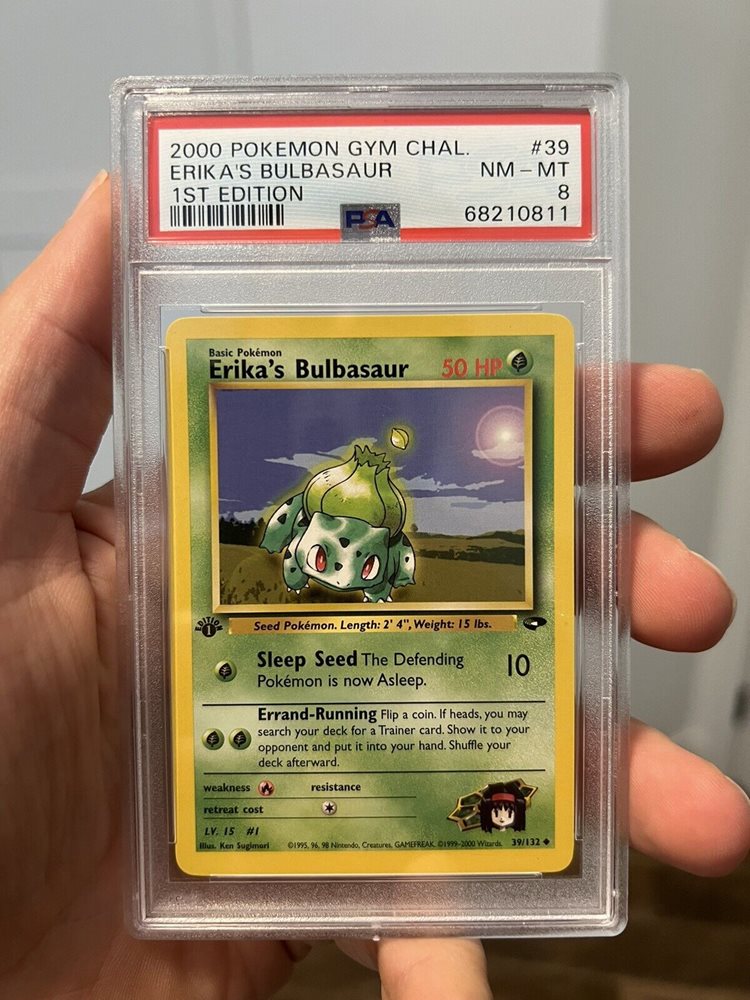 2000 POKEMON GYM CHAL. #39
ERIKA'S BULBASAUR NM - MT
1ST EDITION 8
PSA 68210811
Basic Pokémon
Erika's Bulbasaur 50 HP
EDITION
1
Seed Pokémon. Length: 2' 4", Weight: 15 lbs.
Sleep Seed The Defending 10
Pokémon is now Asleep.
Errand-Running Flip a coin. If heads, you may
search your deck for a Trainer card. Show it to your
opponent and put it into your hand. Shuffle your
deck afterward.
weakness resistance
retreat cost
LV. 15 #1
Illus. Ken Sugimori ©1995, 96, 98 Nintendo, Creatures, GAMEFREAK. ©1999-2000 Wizards. 39/132